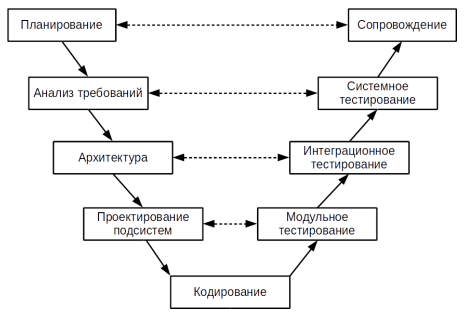 Планирование
Сопровождение
Анализ требований
Системное
тестирование
Архитектура
Интеграционное
тестирование
Проектирование
подсистем
Модульное
тестирование
Кодирование